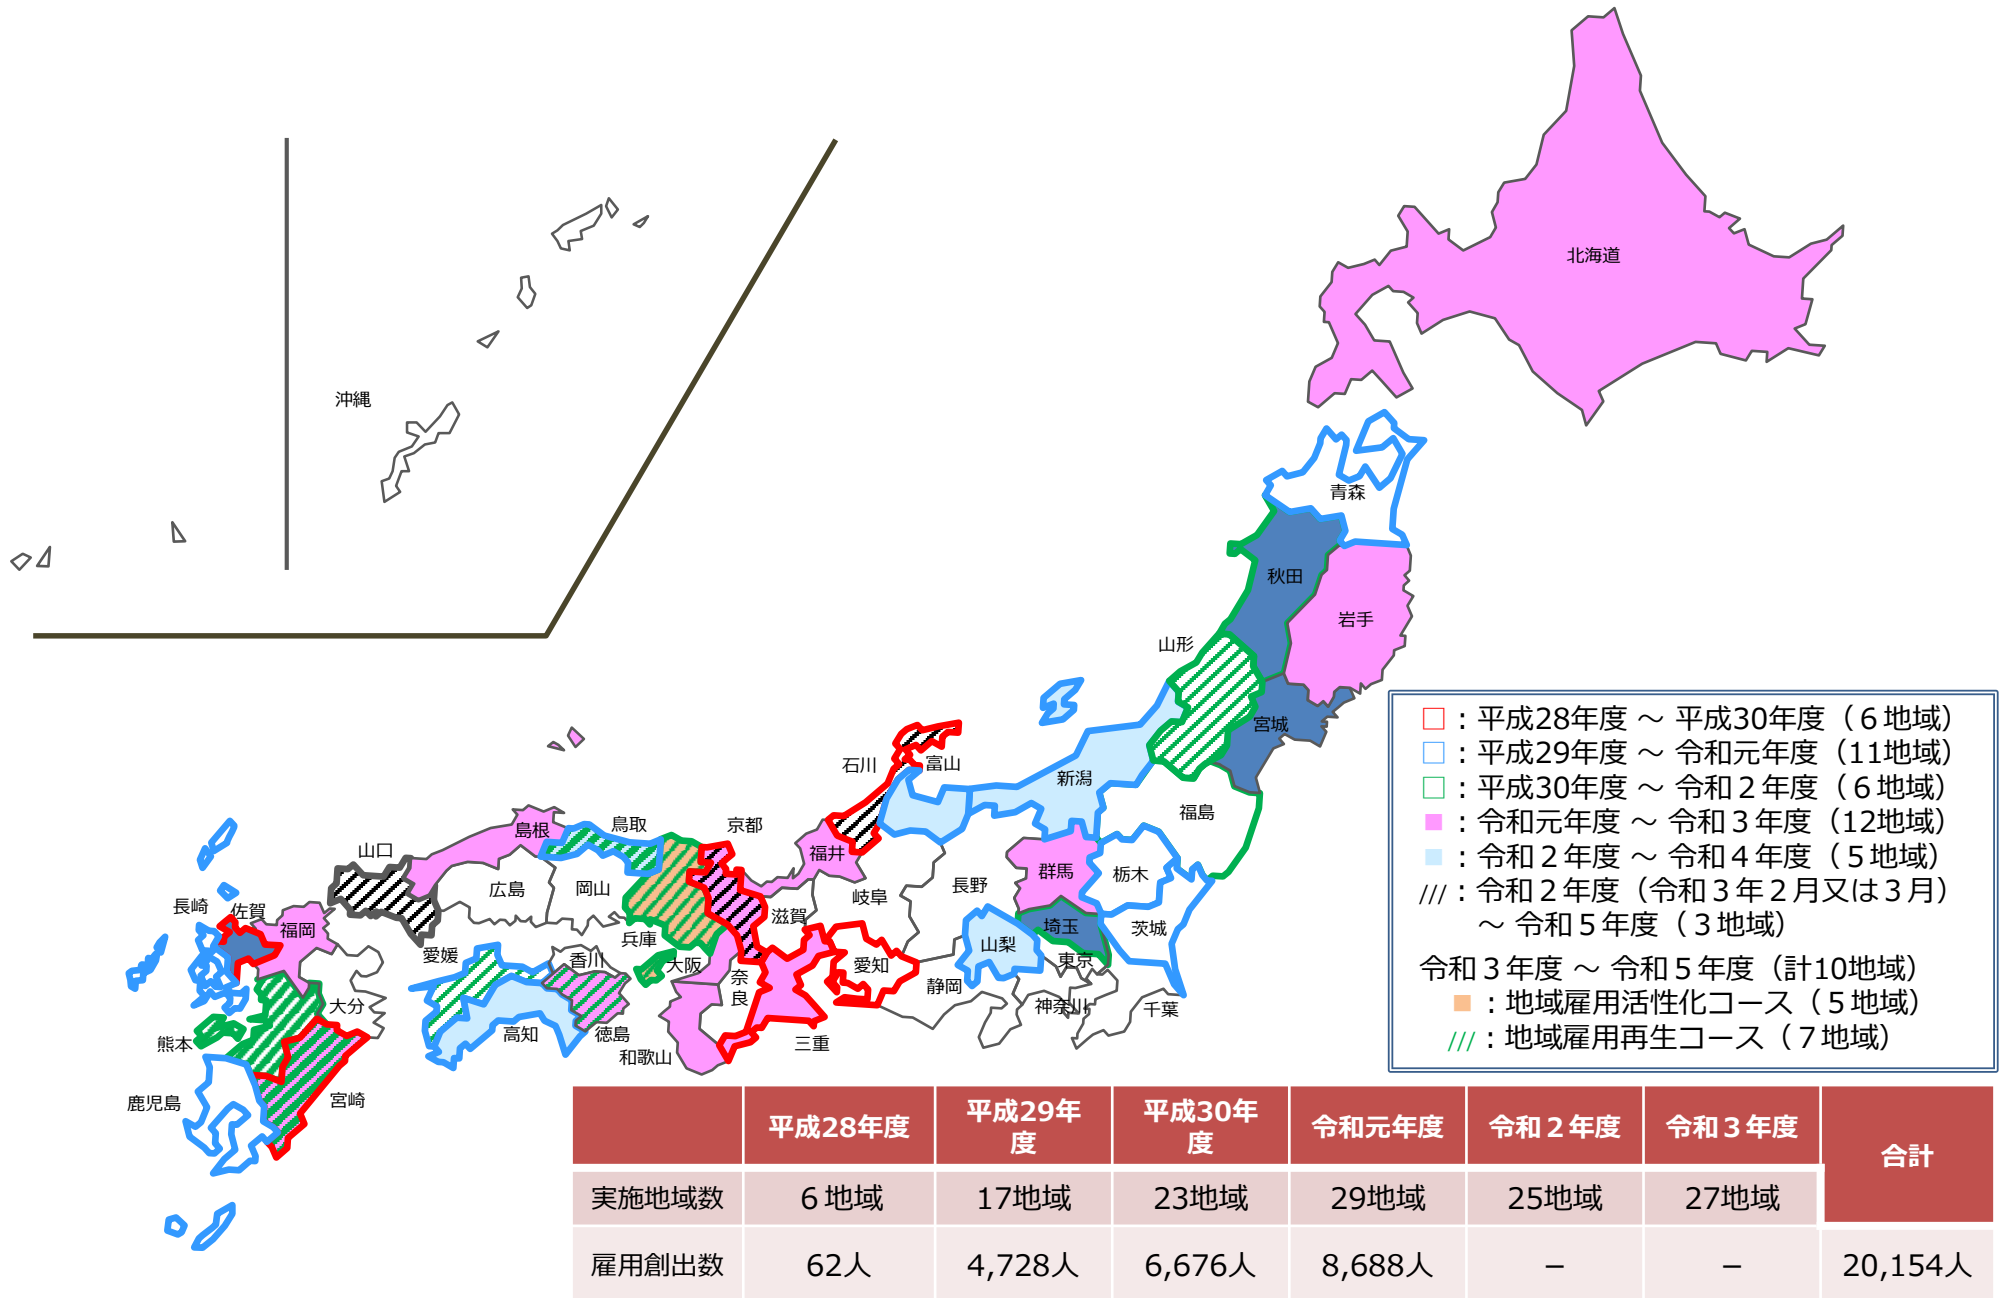 北海道
沖縄
青森
秋田
岩手
山形
宮城
石川
富山
新潟
福島
島根
鳥取
京都
福井
群馬
栃木
山口
広島
岡山
岐阜
長野
長崎
佐賀
福岡
滋賀
埼玉
茨城
愛媛
兵庫
香川
大阪
奈良
愛知
山梨
東京
静岡
大分
神奈川
千葉
熊本
高知
徳島
和歌山
三重
鹿児島
宮崎
□：平成28年度 ～ 平成30年度（６地域）
□：平成29年度 ～ 令和元年度（11地域）
□：平成30年度 ～ 令和２年度（６地域）
■：令和元年度 ～ 令和３年度（12地域）
■：令和２年度 ～ 令和４年度（５地域）
///：令和２年度（令和３年２月又は３月）
～ 令和５年度（３地域）
令和３年度 ～ 令和５年度（計10地域）
■：地域雇用活性化コース（５地域）
///：地域雇用再生コース（７地域）
平成28年度 平成29年度 平成30年度 令和元年度 令和２年度 令和３年度 合計
実施地域数 ６地域 17地域 23地域 29地域 25地域 27地域
雇用創出数 62人 4,728人 6,676人 8,688人 － － 20,154人